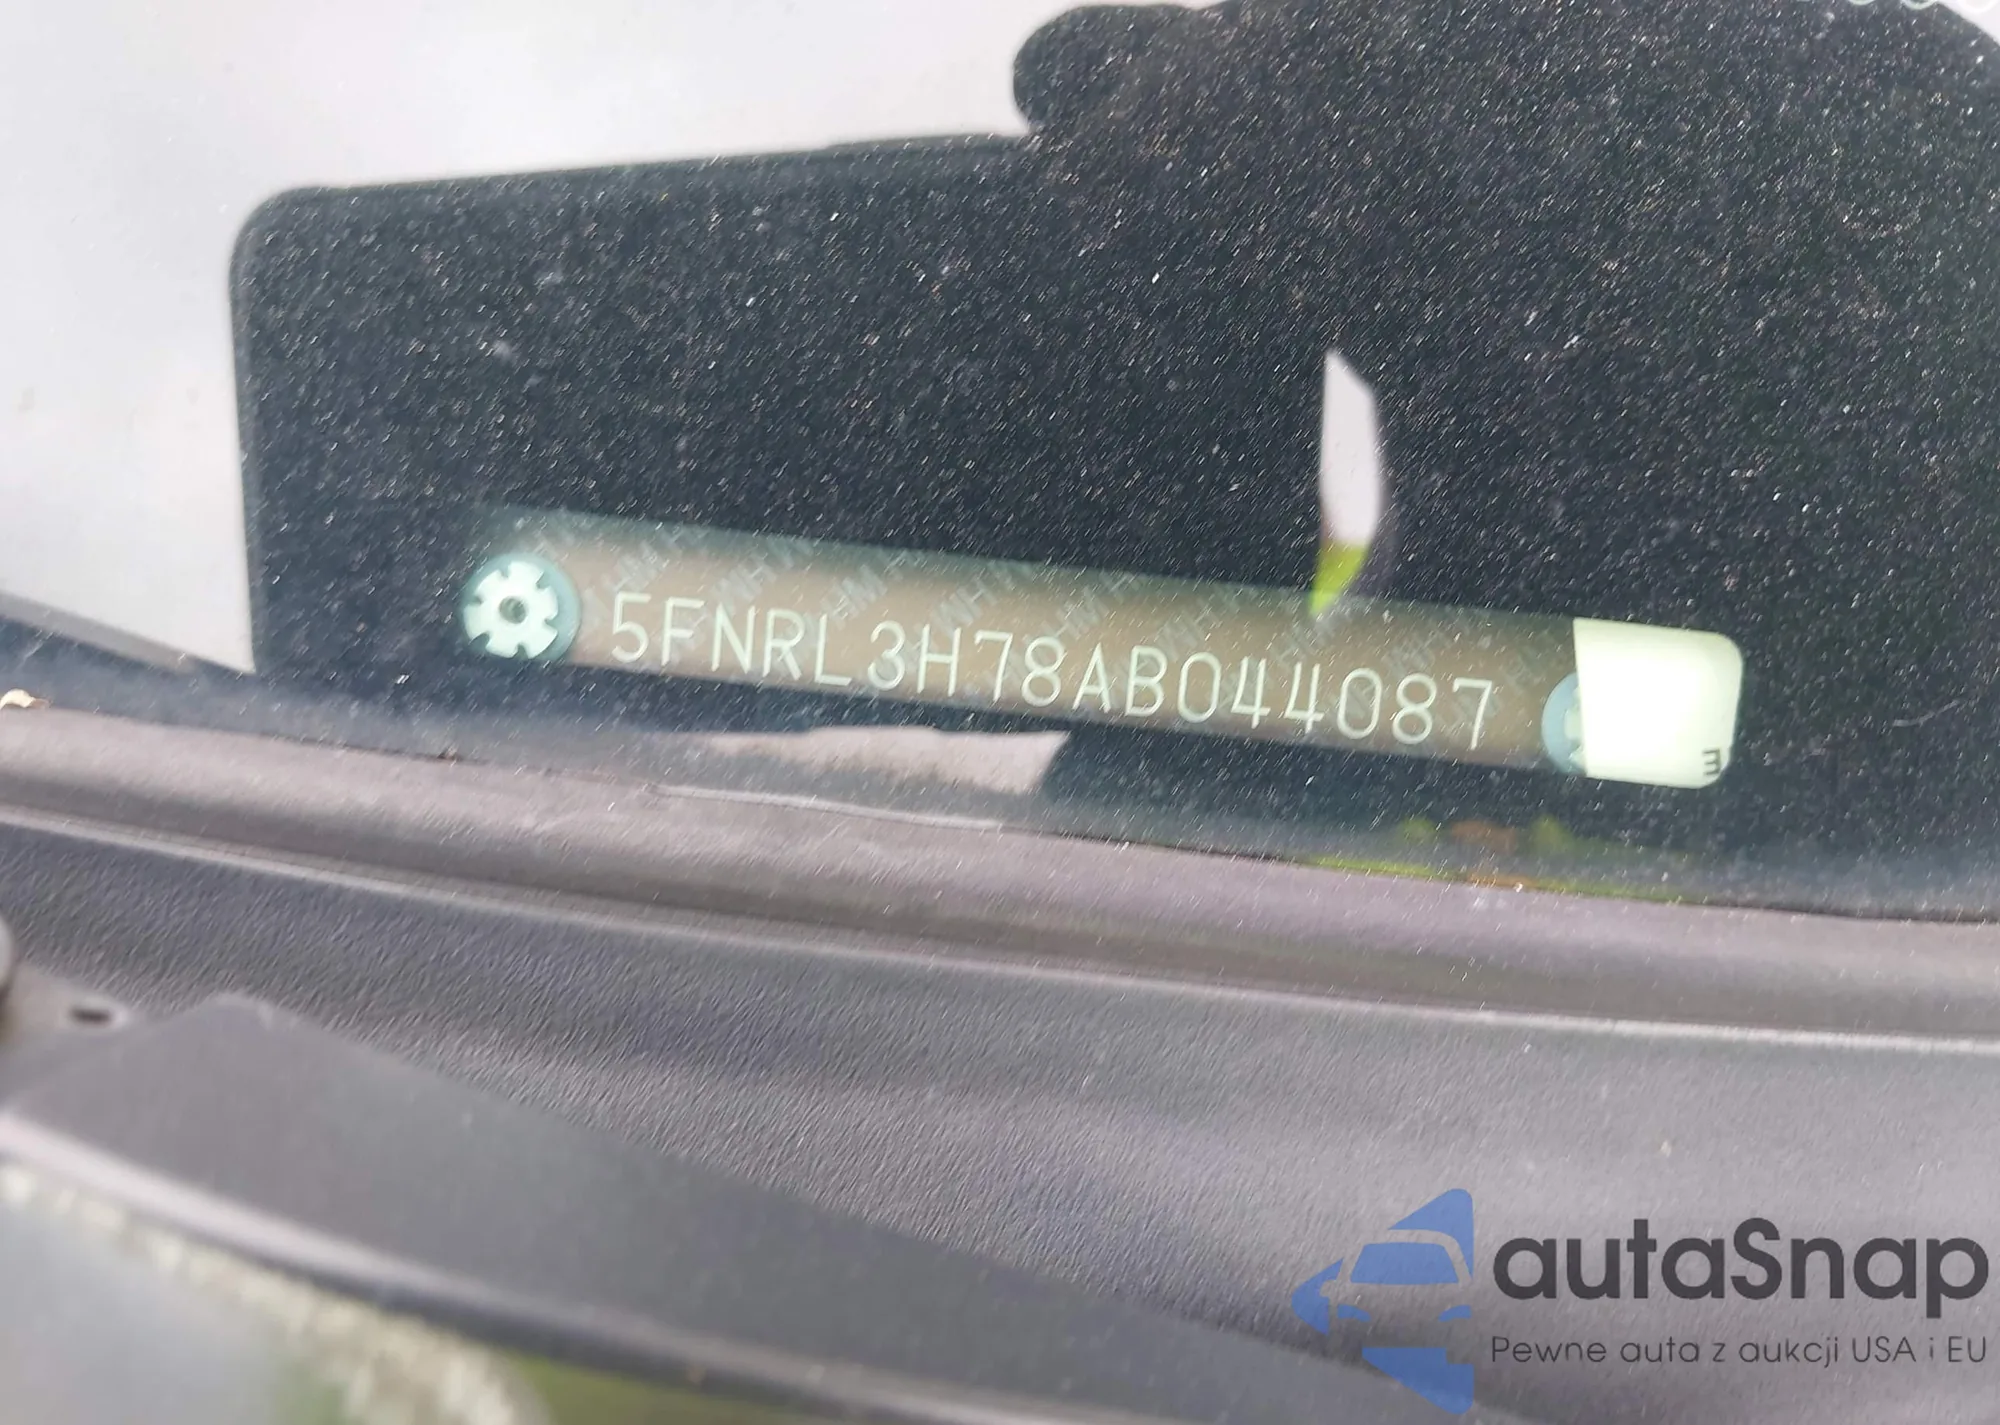 5FNRL3H78AB044087
E
autaSnap
Pewne auta z aukcji USA i EU